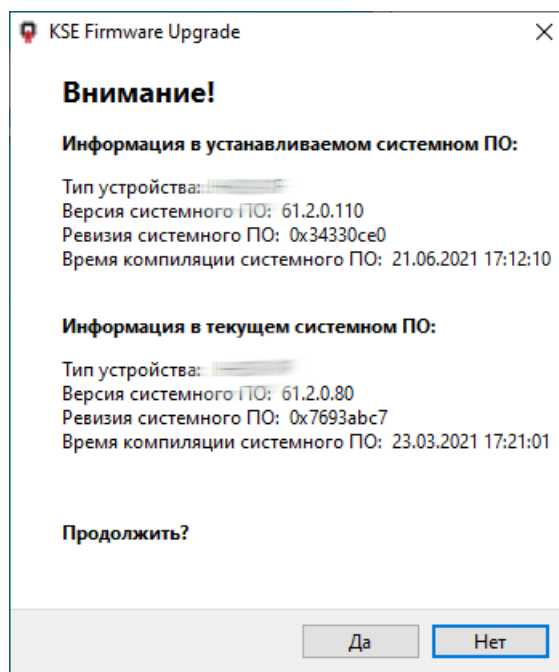 KSE Firmware Upgrade
Внимание!
Информация в устанавливаемом системном ПО:
Тип устройства:
Версия системного ПО: 61.2.0.110
Ревизия системного ПО: 0x34330ce0
Время компиляции системного ПО: 21.06.2021 17:12:10
Информация в текущем системном ПО:
Тип устройства:
Версия системного ПО: 61.2.0.80
Ревизия системного ПО: 0x7693abc7
Время компиляции системного ПО: 23.03.2021 17:21:01
Продолжить?
Да
Нет